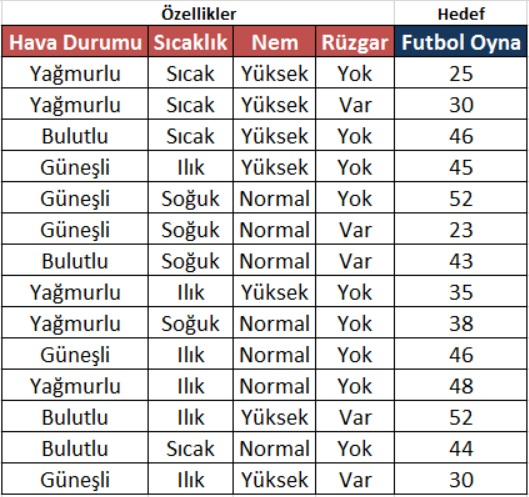 Özellikler Hedef
Hava Durumu Sıcaklık Nem Rüzgar Futbol Oyna
Yağmurlu Sıcak Yüksek Yok 25
Yağmurlu Sıcak Yüksek Var 30
Bulutlu Sıcak Yüksek Yok 46
Güneşli Ilık Yüksek Yok 45
Güneşli Soğuk Normal Yok 52
Güneşli Soğuk Normal Var 23
Bulutlu Soğuk Normal Var 43
Yağmurlu Ilık Yüksek Yok 35
Yağmurlu Soğuk Normal Yok 38
Güneşli Ilık Normal Yok 46
Yağmurlu Ilık Normal Yok 48
Bulutlu Ilık Yüksek Var 52
Bulutlu Sıcak Normal Yok 44
Güneşli Ilık Yüksek Var 30